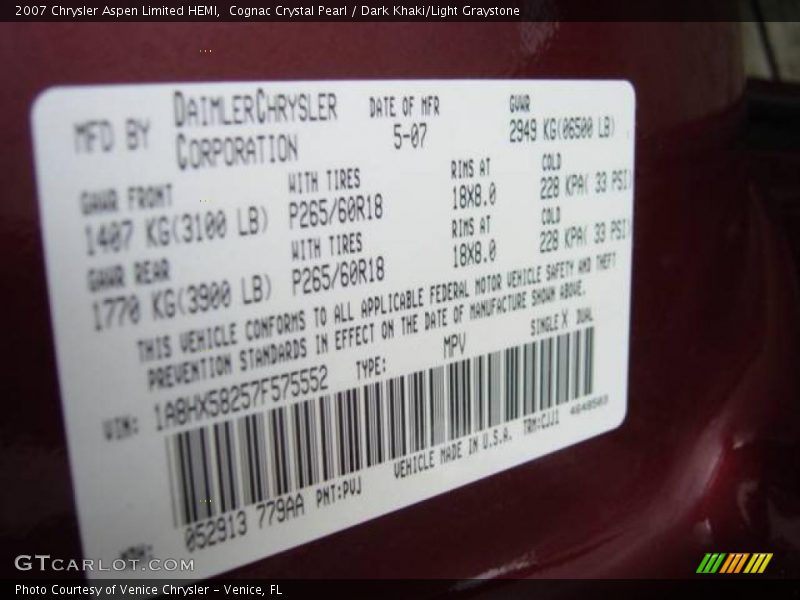 2007 Chrysler Aspen Limited HEMI, Cognac Crystal Pearl / Dark Khaki/Light Graystone
MFD BY DAIMLERCHRYSLER CORPORATION
DATE OF MFR 5-07
GVWR 2949 KG(06500 LB)
GAWR FRONT 1407 KG(3100 LB)
WITH TIRES P265/60R18
RIMS AT 18X8.0
COLD 228 KPA( 33 PSI)
GAWR REAR 1770 KG(3900 LB)
WITH TIRES P265/60R18
RIMS AT 18X8.0
COLD 228 KPA( 33 PSI)
THIS VEHICLE CONFORMS TO ALL APPLICABLE FEDERAL MOTOR VEHICLE SAFETY AND THEFT
PREVENTION STANDARDS IN EFFECT ON THE DATE OF MANUFACTURE SHOWN ABOVE.
VIN: 1A8HX58257F575552 TYPE: MPV SINGLE X DUAL
VEHICLE MADE IN U.S.A. TRM:CJJ1
MDH: 052913 779AA PNT:PVJ
GTCARLOT.COM
Photo Courtesy of Venice Chrysler - Venice, FL